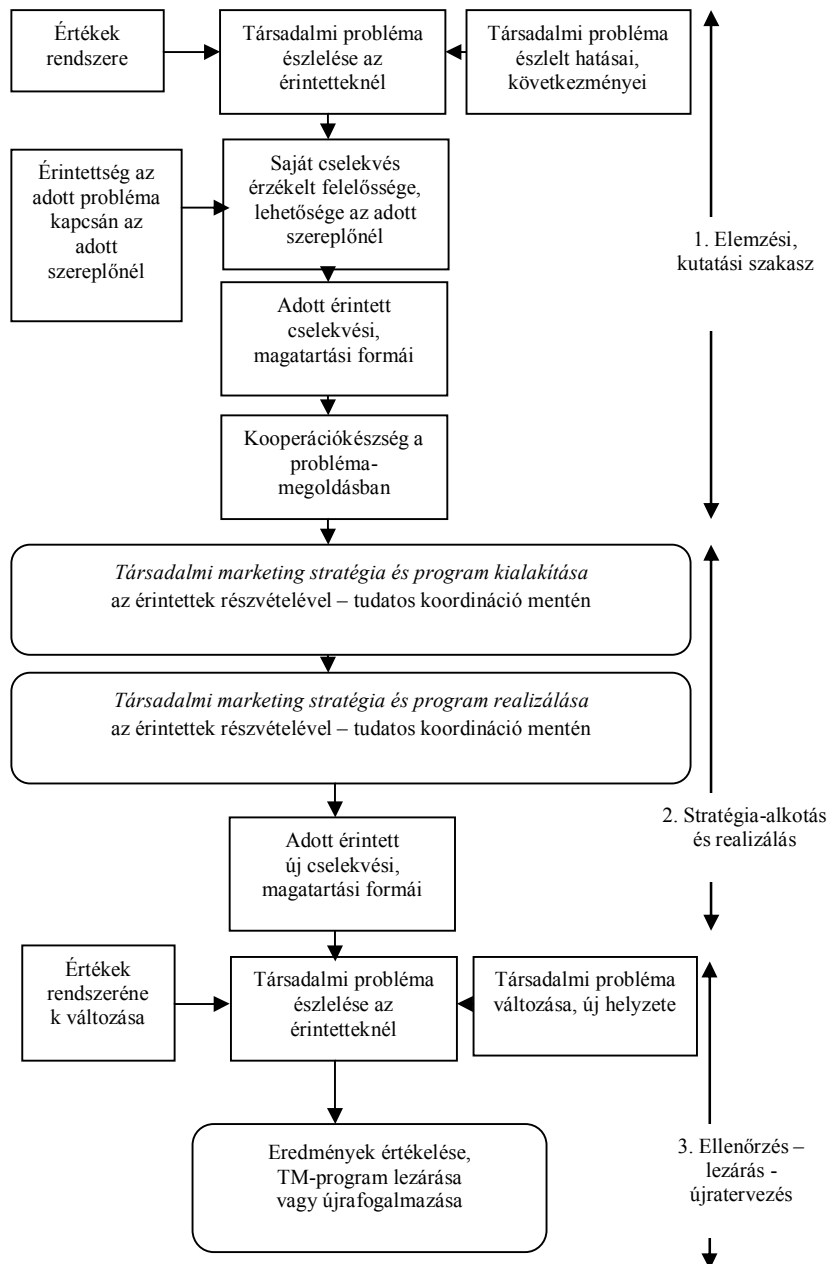 Értékek
rendszere
Társadalmi probléma
észlelése az
érintetteknél
Társadalmi probléma
észlelt hatásai,
következményei
Érintettség az
adott probléma
kapcsán az
adott
szereplőnél
Saját cselekvés
érzékelt felelőssége,
lehetősége az adott
szereplőnél
1. Elemzési,
kutatási szakasz
Adott érintett
cselekvési,
magatartási formái
Kooperációkészség a
probléma-
megoldásban
Társadalmi marketing stratégia és program kialakítása
az érintettek részvételével – tudatos koordináció mentén
Társadalmi marketing stratégia és program realizálása
az érintettek részvételével – tudatos koordináció mentén
2. Stratégia-alkotás
és realizálás
Adott érintett
új cselekvési,
magatartási formái
Értékek
rendszeréne
k változása
Társadalmi probléma
észlelése az
érintetteknél
Társadalmi probléma
változása, új helyzete
Eredmények értékelése,
TM-program lezárása
vagy újrafogalmazása
3. Ellenőrzés –
lezárás -
újratervezés